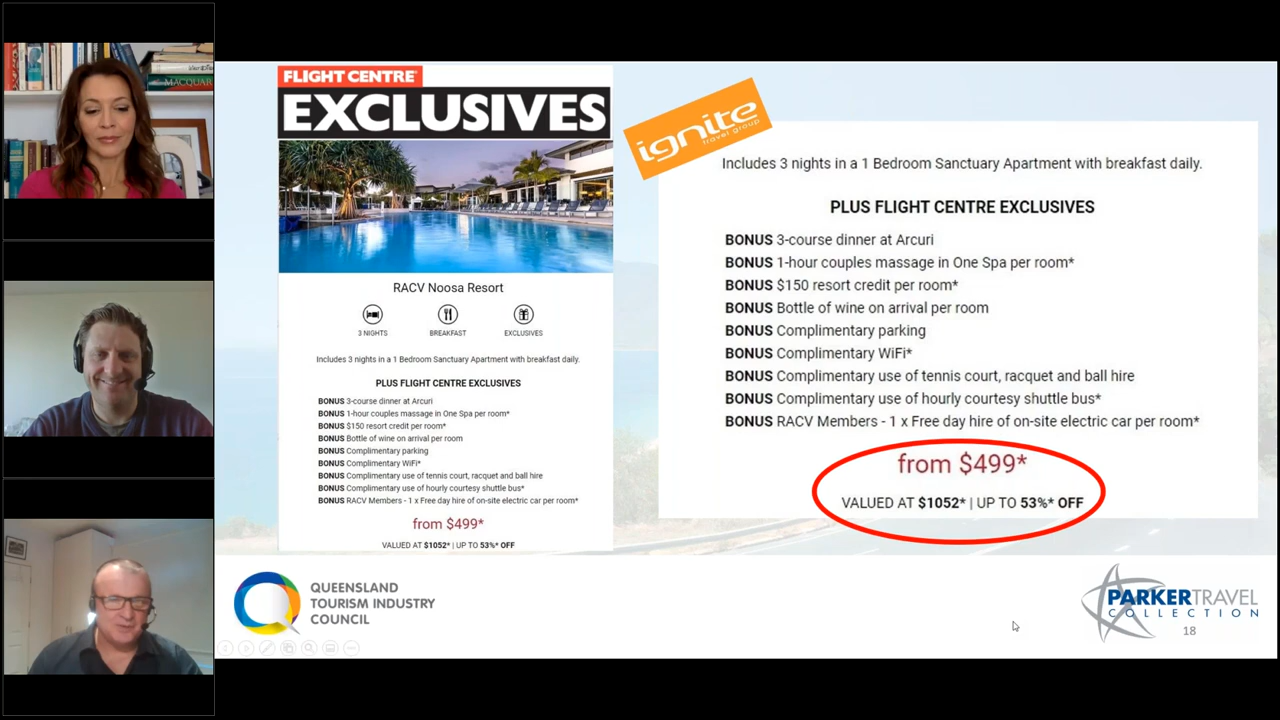 MACQUAR
FLIGHT CENTRE
EXCLUSIVES
RACV Noosa Resort
3 NIGHTS
BREAKFAST
EXCLUSIVES
Includes 3 nights in a 1 Bedroom Sanctuary Apartment with breakfast daily.
PLUS FLIGHT CENTRE EXCLUSIVES
BONUS 3-course dinner at Arcuri
BONUS 1-hour couples massage in One Spa per room*
BONUS $150 resort credit per room*
BONUS Bottle of wine on arrival per room
BONUS Complimentary parking
BONUS Complimentary WiFi*
BONUS Complimentary use of tennis court, racquet and ball hire
BONUS Complimentary use of hourly courtesy shuttle bus*
BONUS RACV Members - 1 x Free day hire of on-site electric car per room*
from $499*
VALUED AT $1052* | UP TO 53%* OFF
ignite
travel group
Includes 3 nights in a 1 Bedroom Sanctuary Apartment with breakfast daily.
PLUS FLIGHT CENTRE EXCLUSIVES
BONUS 3-course dinner at Arcuri
BONUS 1-hour couples massage in One Spa per room*
BONUS $150 resort credit per room*
BONUS Bottle of wine on arrival per room
BONUS Complimentary parking
BONUS Complimentary WiFi*
BONUS Complimentary use of tennis court, racquet and ball hire
BONUS Complimentary use of hourly courtesy shuttle bus*
BONUS RACV Members - 1 x Free day hire of on-site electric car per room*
from $499*
VALUED AT $1052* | UP TO 53%* OFF
QUEENSLAND
TOURISM INDUSTRY
COUNCIL
PARKERTRAVEL
COLLECTION
18